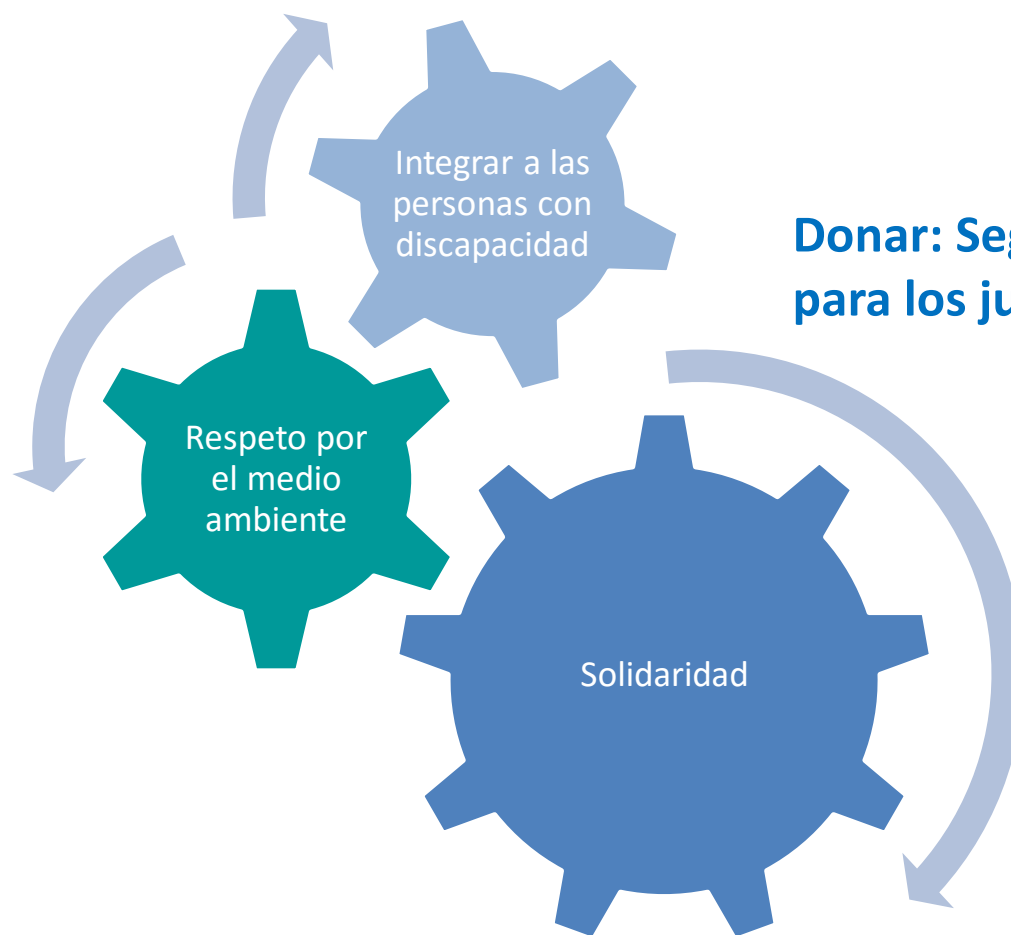 Integrar a las
personas con
discapacidad
Donar:
para los
Respeto por
el medio
ambiente
Solidaridad